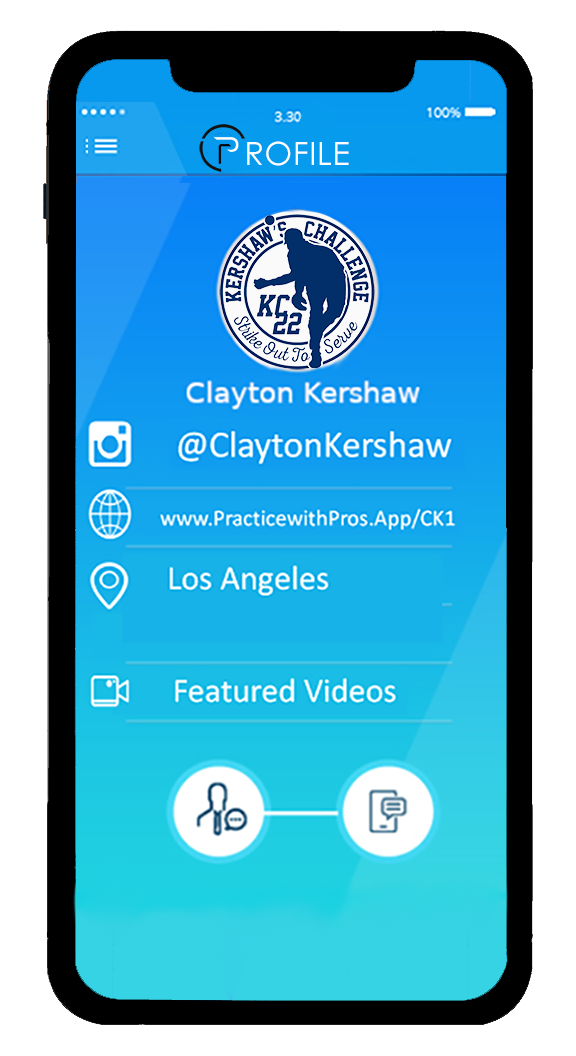 3.30
100%
PROFILE
KERSHAW'S CHALLENGE
KC
22
Strike Out To Serve
Clayton Kershaw
@ClaytonKershaw
www.PracticewithPros.App/CK1
Los Angeles
Featured Videos